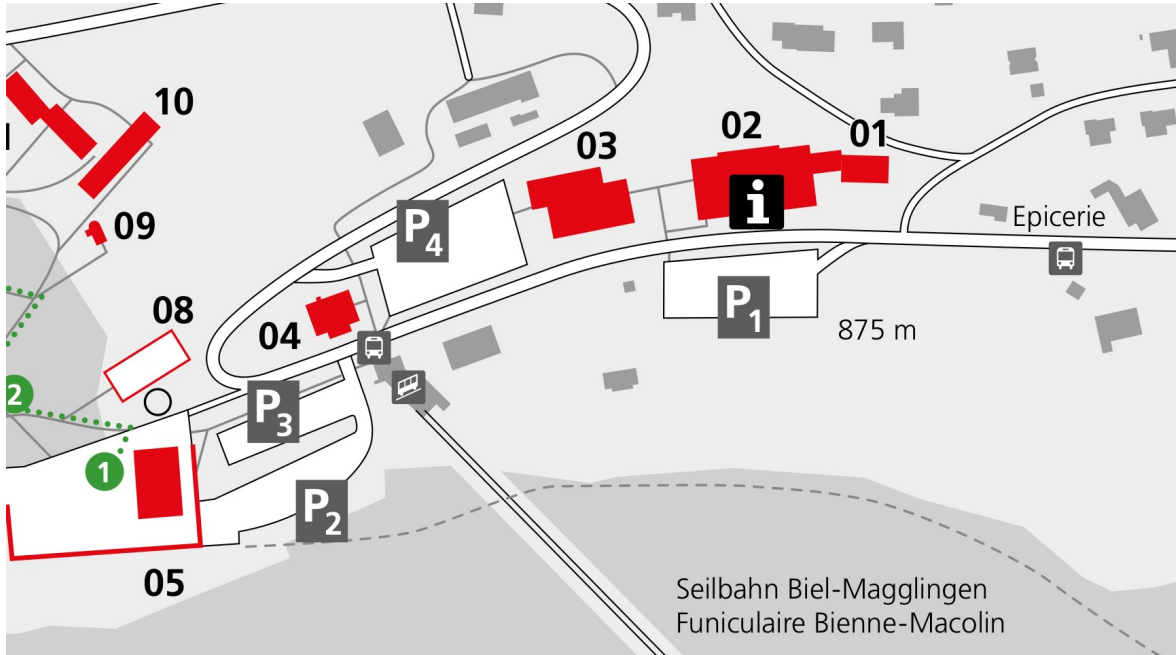 10
02
01
03
09
P4
Epicerie
08
04
P1
875 m
2
P3
1
P2
05
Seilbahn Biel-Magglingen
Funiculaire Bienne-Macolin